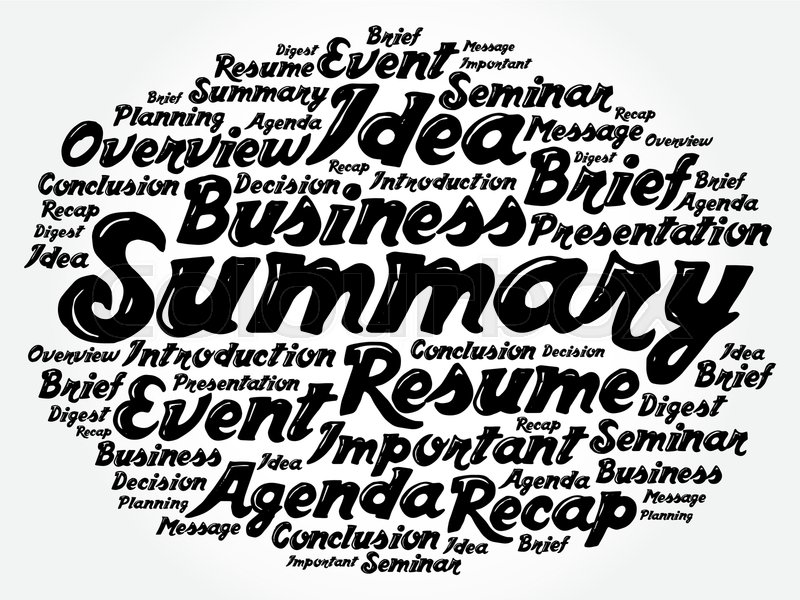 Brief
Digest Event Message
Resume Important
Brief Summary Idea Seminar
Planning Agenda Message Recap
Overview Recap Digest Overview
Conclusion Decision Introduction Brief Brief
Recap Business Agenda
Digest Presentation
Idea
Summary
colourbox
Overview Introduction Conclusion Decision Idea
Brief Presentation Resume Brief
Digest Event Digest
Recap Important Recap Seminar
Business Idea Business
Decision Agenda Agenda
Planning Recap Message
Message Planning
Conclusion Idea Brief
Important Seminar